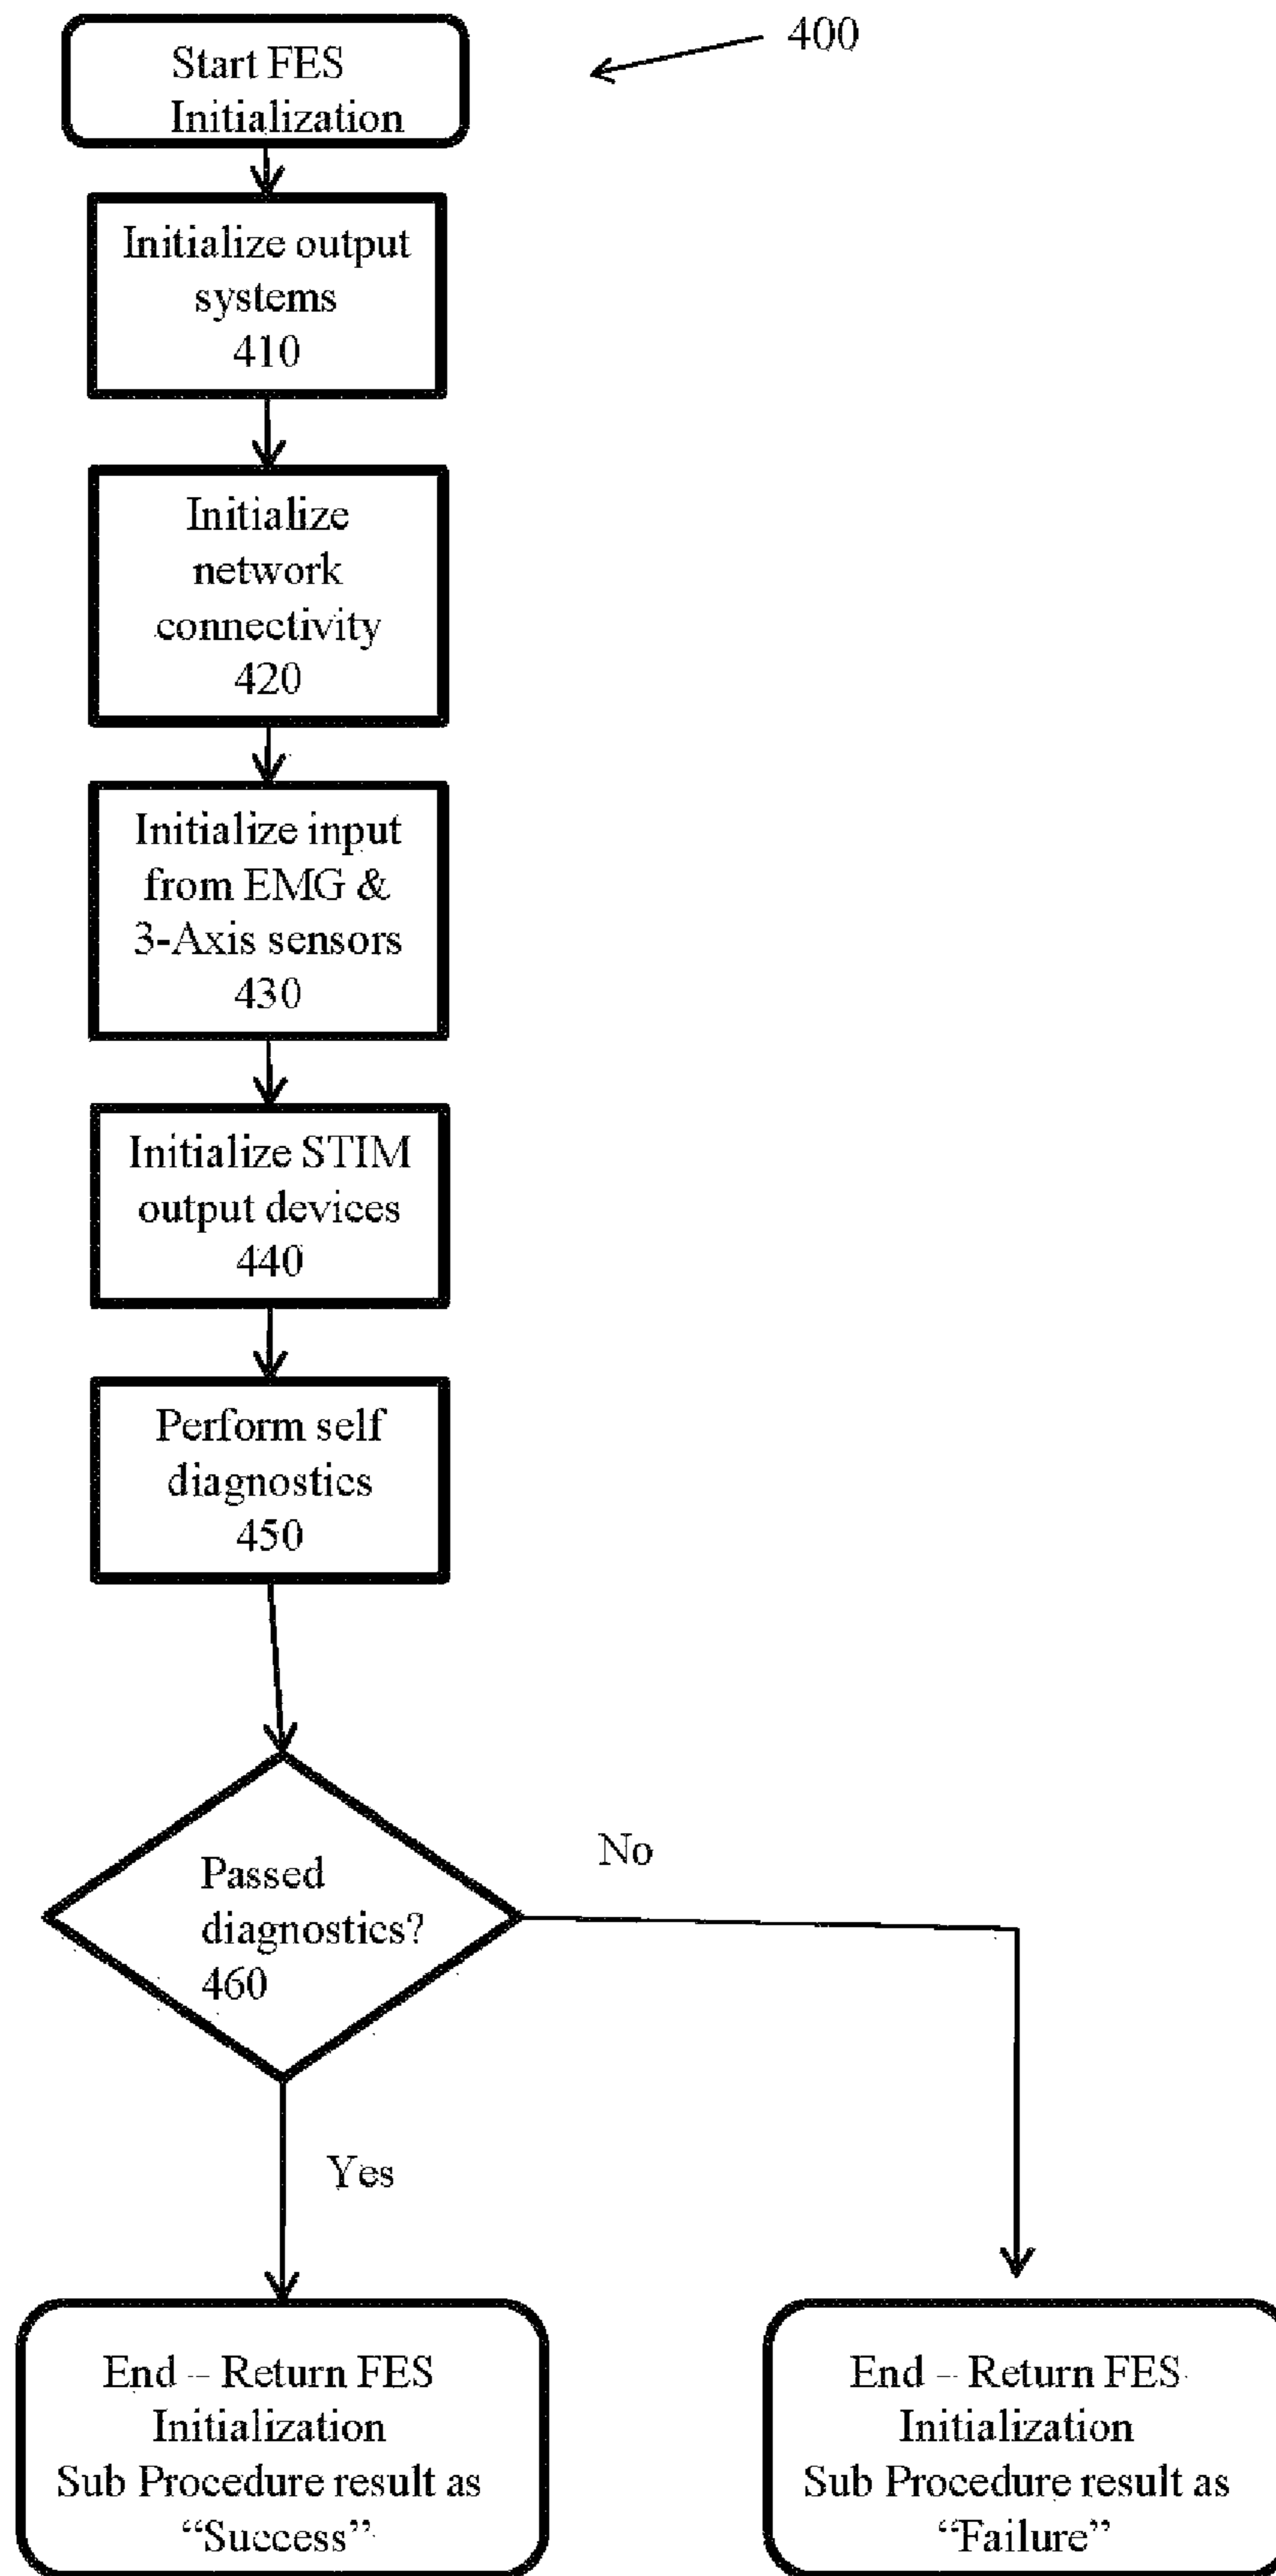 400
Start FES
Initialization
Initialize output
systems
410
Initialize
network
connectivity
420
Initialize input
from EMG &
3-Axis sensors
430
Initialize STIM
output devices
440
Perform self
diagnostics
450
Passed
diagnostics?
460
No
Yes
End – Return FES
Initialization
Sub Procedure result as
“Success”
End – Return FES
Initialization
Sub Procedure result as
“Failure”